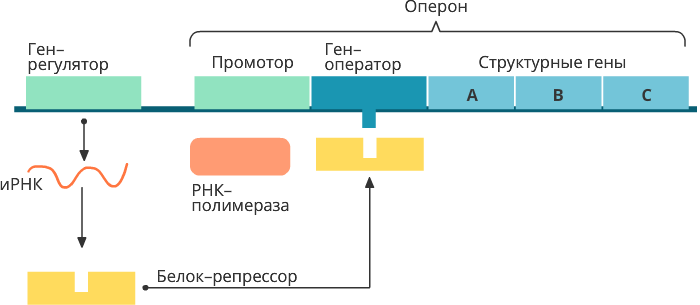 Оперон
Ген–
регулятор
Промотор
Ген–
оператор
Структурные гены
A
B
C
иРНК
РНК–
полимераза
Белок–репрессор